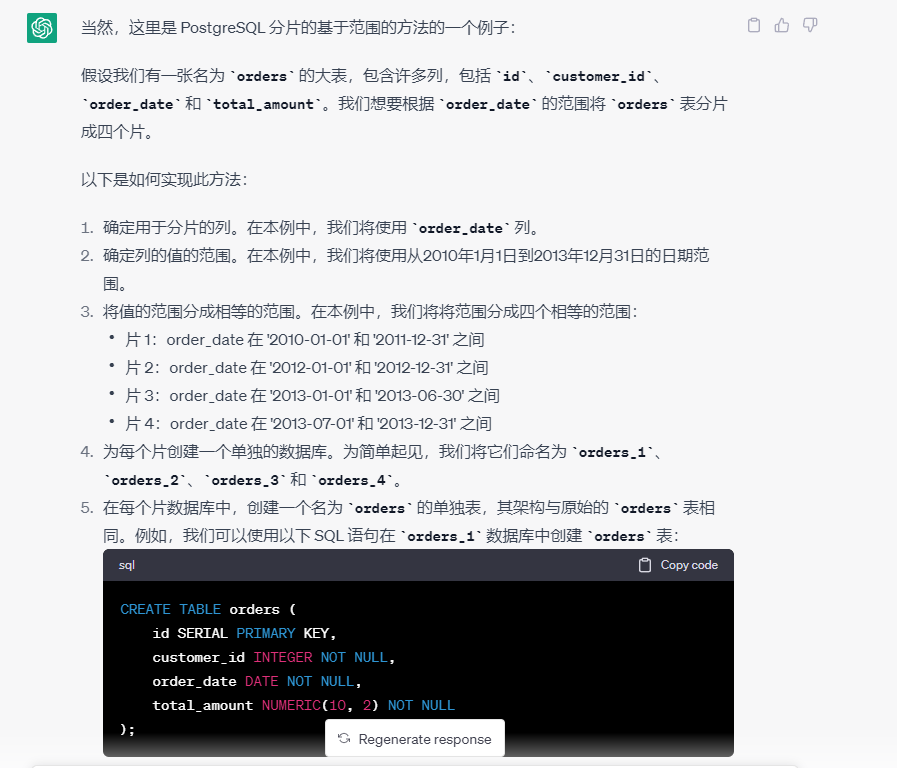 当然，这里是 PostgreSQL 分片的基于范围的方法的一个例子：
假设我们有一张名为 `orders` 的大表，包含许多列，包括 `id`、`customer_id`、
`order_date` 和 `total_amount`。我们想要根据 `order_date` 的范围将 `orders` 表分片
成四个片。
以下是如何实现此方法：
1. 确定用于分片的列。在本例中，我们将使用 `order_date` 列。
2. 确定列的值的范围。在本例中，我们将使用从2010年1月1日到2013年12月31日的日期范
围。
3. 将值的范围分成相等的范围。在本例中，我们将将范围分成四个相等的范围：
• 片 1：order_date 在 '2010-01-01' 和 '2011-12-31' 之间
• 片 2：order_date 在 '2012-01-01' 和 '2012-12-31' 之间
• 片 3：order_date 在 '2013-01-01' 和 '2013-06-30' 之间
• 片 4：order_date 在 '2013-07-01' 和 '2013-12-31' 之间
4. 为每个片创建一个单独的数据库。为简单起见，我们将它们命名为 `orders_1`、
`orders_2`、`orders_3` 和 `orders_4`。
5. 在每个片数据库中，创建一个名为 `orders` 的单独表，其架构与原始的 `orders` 表相
同。例如，我们可以使用以下 SQL 语句在 `orders_1` 数据库中创建 `orders` 表：
sql Copy code
CREATE TABLE orders (
    id SERIAL PRIMARY KEY,
    customer_id INTEGER NOT NULL,
    order_date DATE NOT NULL,
    total_amount NUMERIC(10, 2) NOT NULL
);
Regenerate response